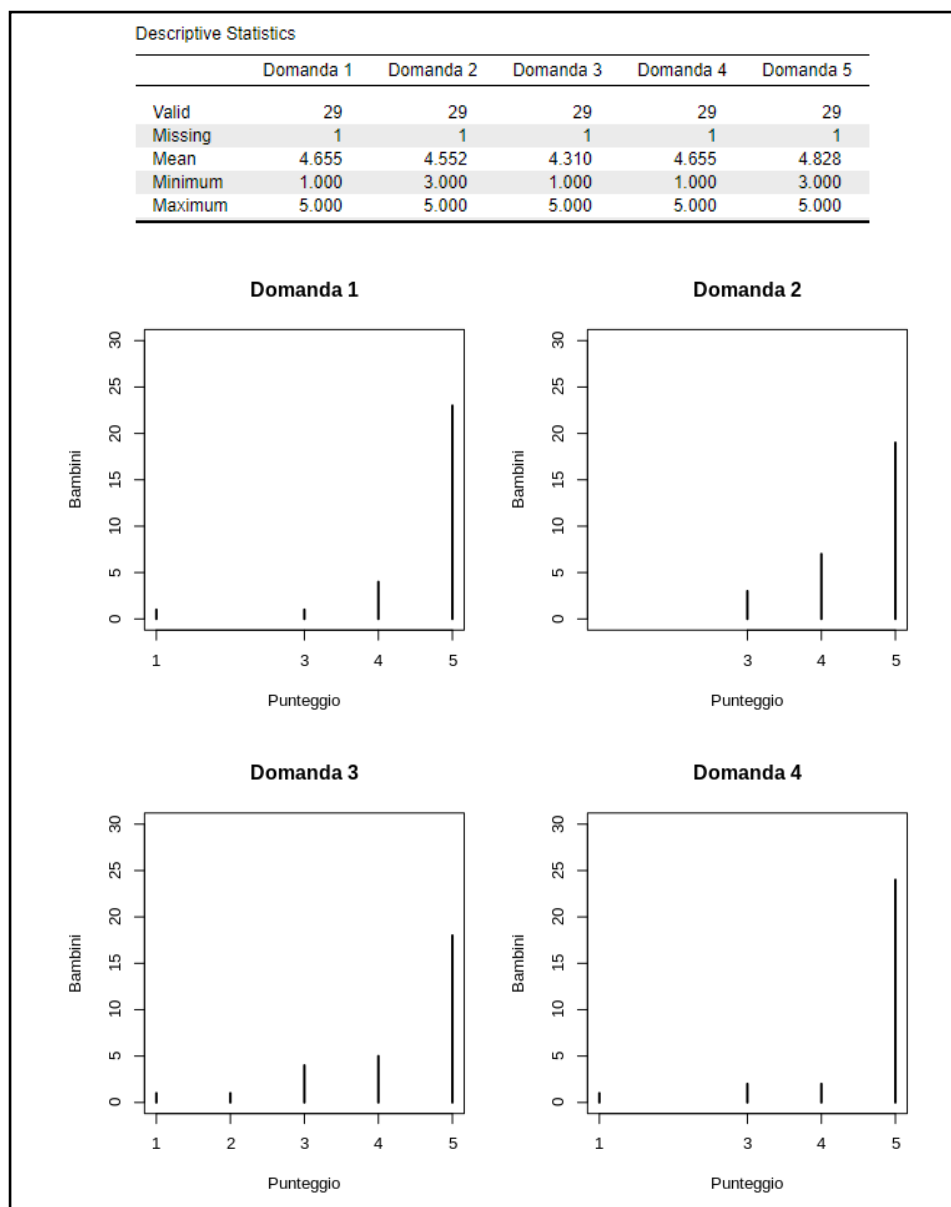 Descriptive Statistics
Domanda 1 Domanda 2 Domanda 3 Domanda 4 Domanda 5
Valid 29 29 29 29 29
Missing 1 1 1 1 1
Mean 4.655 4.552 4.310 4.655 4.828
Minimum 1.000 3.000 1.000 1.000 3.000
Maximum 5.000 5.000 5.000 5.000 5.000
Domanda 1
30
25
20
15
10
5
0
Bambini
1 3 4 5
Punteggio
Domanda 2
30
25
20
15
10
5
0
Bambini
3 4 5
Punteggio
Domanda 3
30
25
20
15
10
5
0
Bambini
1 2 3 4 5
Punteggio
Domanda 4
30
25
20
15
10
5
0
Bambini
1 3 4 5
Punteggio